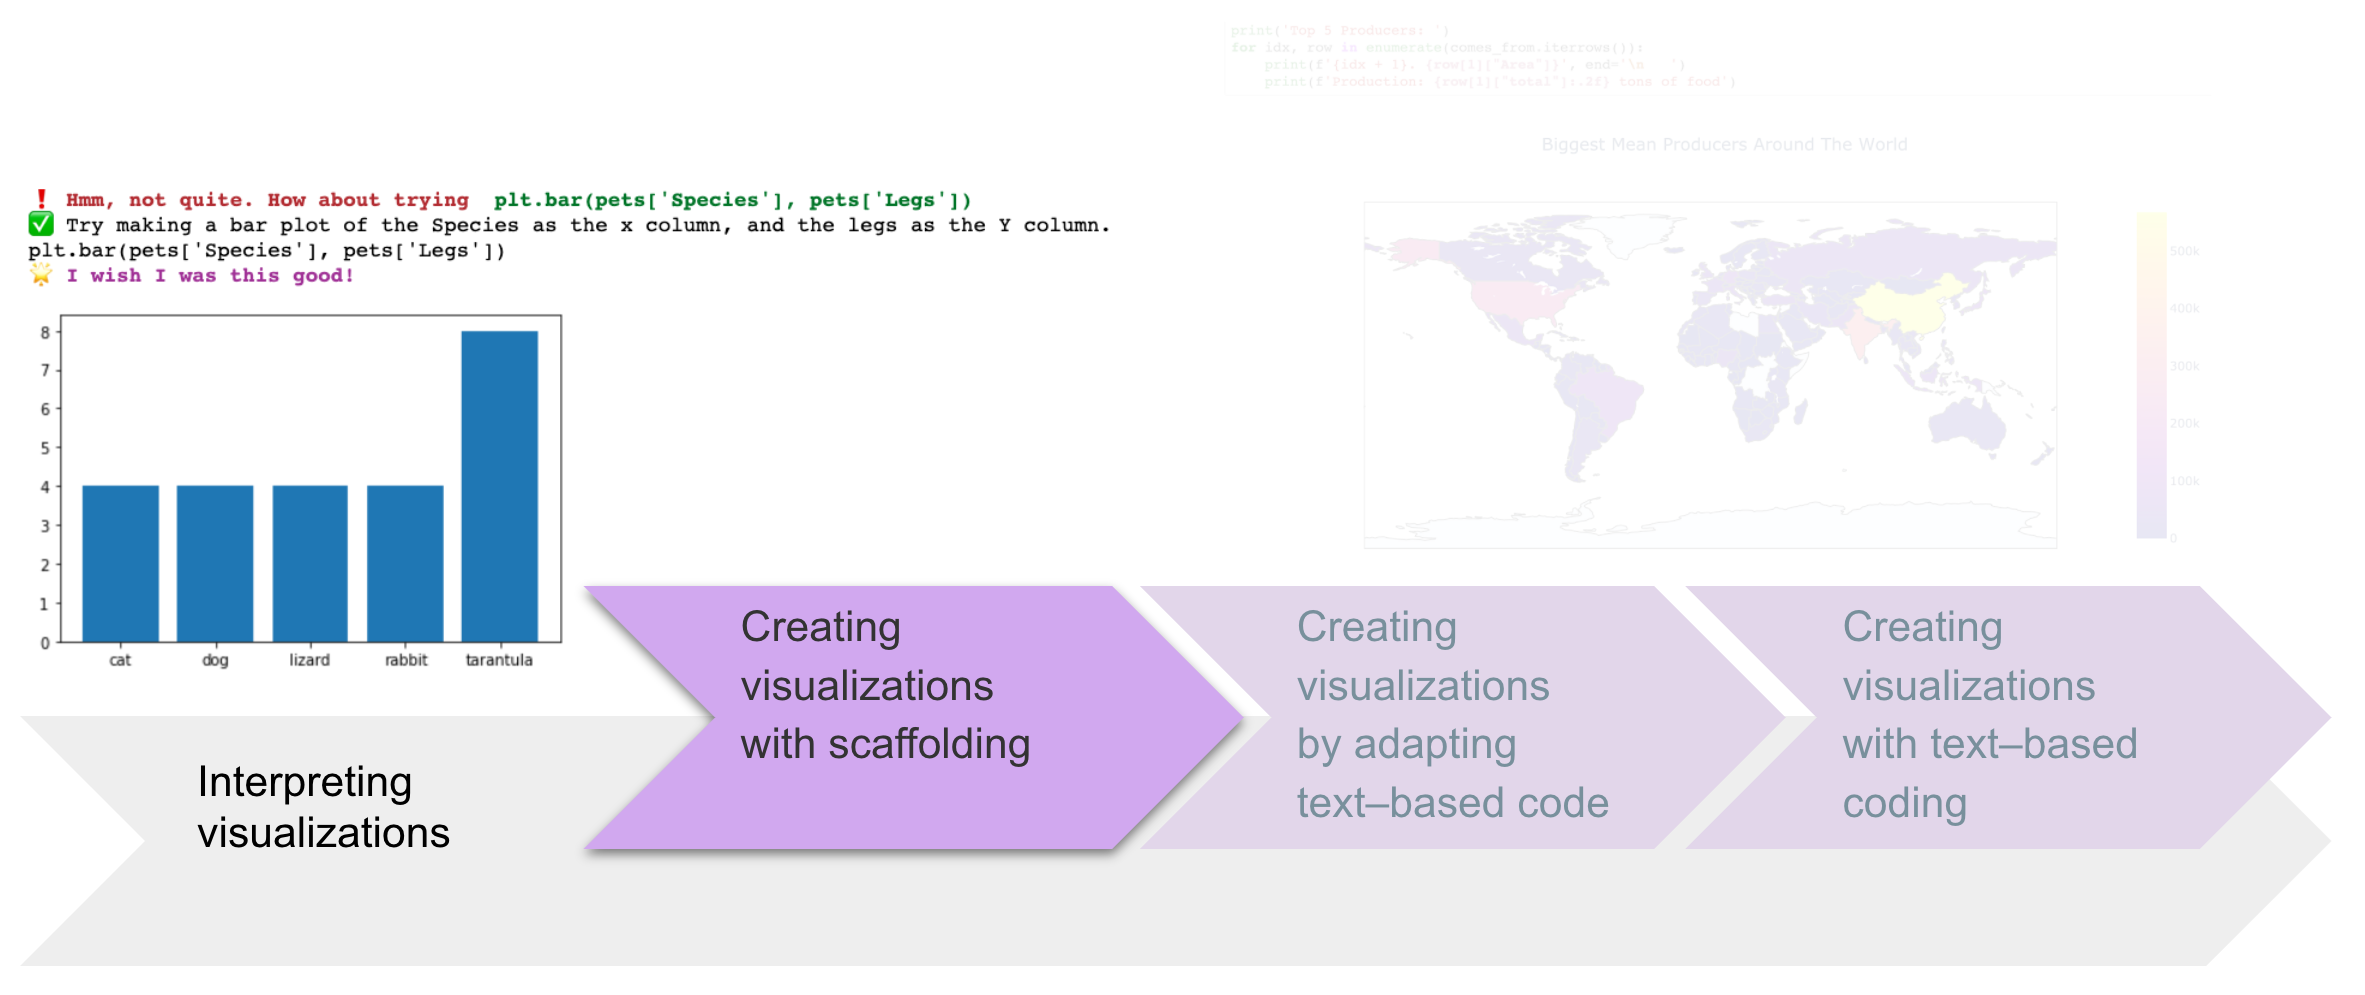 print('Top 5 Producers: ')
for idx, row in enumerate(comes_from.iterrows()):
print(f'{idx + 1}. {row[1]["Area"]}', end='\n ')
print(f'Production: {row[1]["total"]:.2f} tons of food')
Biggest Mean Producers Around The World
500k
400k
300k
200k
100k
0
❗ Hmm, not quite. How about trying plt.bar(pets['Species'], pets['Legs'])
✅ Try making a bar plot of the Species as the x column, and the legs as the Y column.
plt.bar(pets['Species'], pets['Legs'])
🌟 I wish I was this good!
8
7
6
5
4
3
2
1
0
cat dog lizard rabbit tarantula
Interpreting
visualizations
Creating
visualizations
with scaffolding
Creating
visualizations
by adapting
text–based code
Creating
visualizations
with text–based
coding